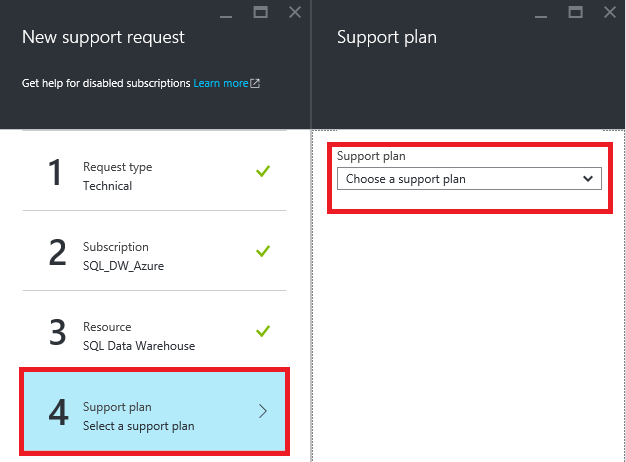 New support request
Get help for disabled subscriptions Learn more
1
Request type
Technical
2
Subscription
SQL_DW_Azure
3
Resource
SQL Data Warehouse
4
Support plan
Select a support plan
Support plan
Support plan
Choose a support plan